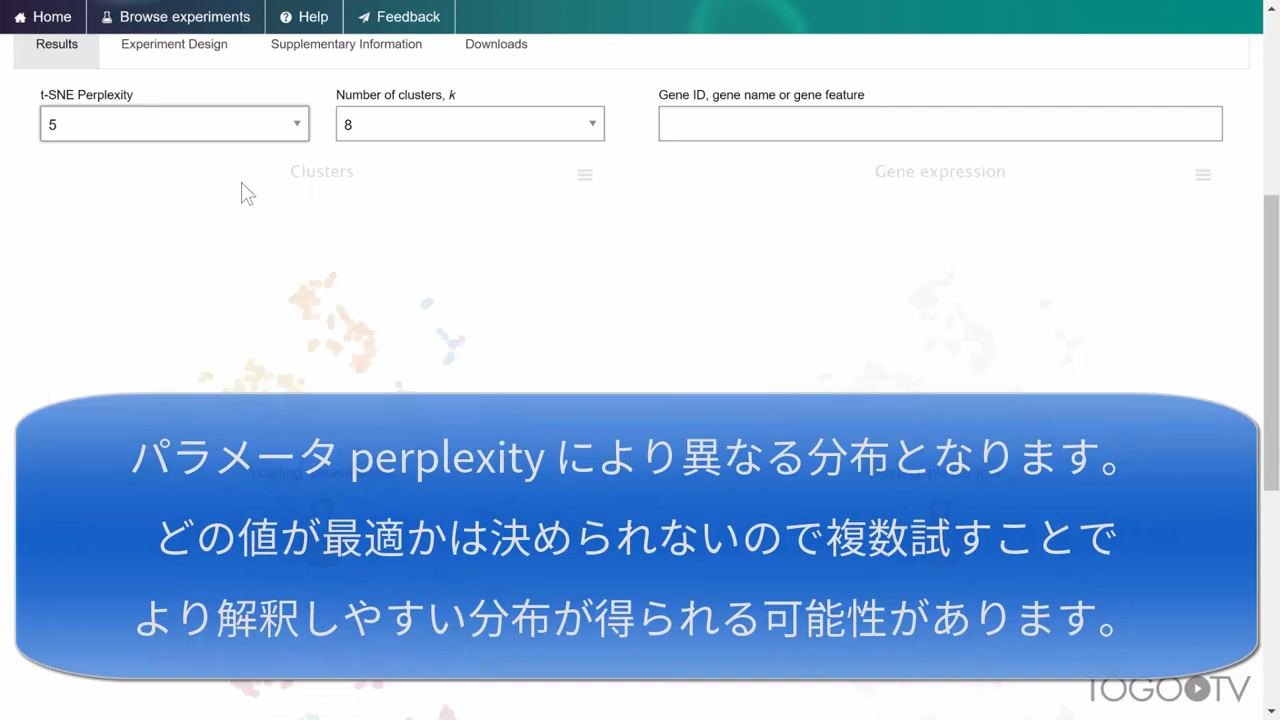 Home Browse experiments Help Feedback
Results Experiment Design Supplementary Information Downloads
t-SNE Perplexity Number of clusters, k Gene ID, gene name or gene feature
5 8
Clusters Gene expression
パラメータ perplexity により異なる分布となります。
どの値が最適かは決められないので複数試すことで
より解釈しやすい分布が得られる可能性があります。
TOGO TV